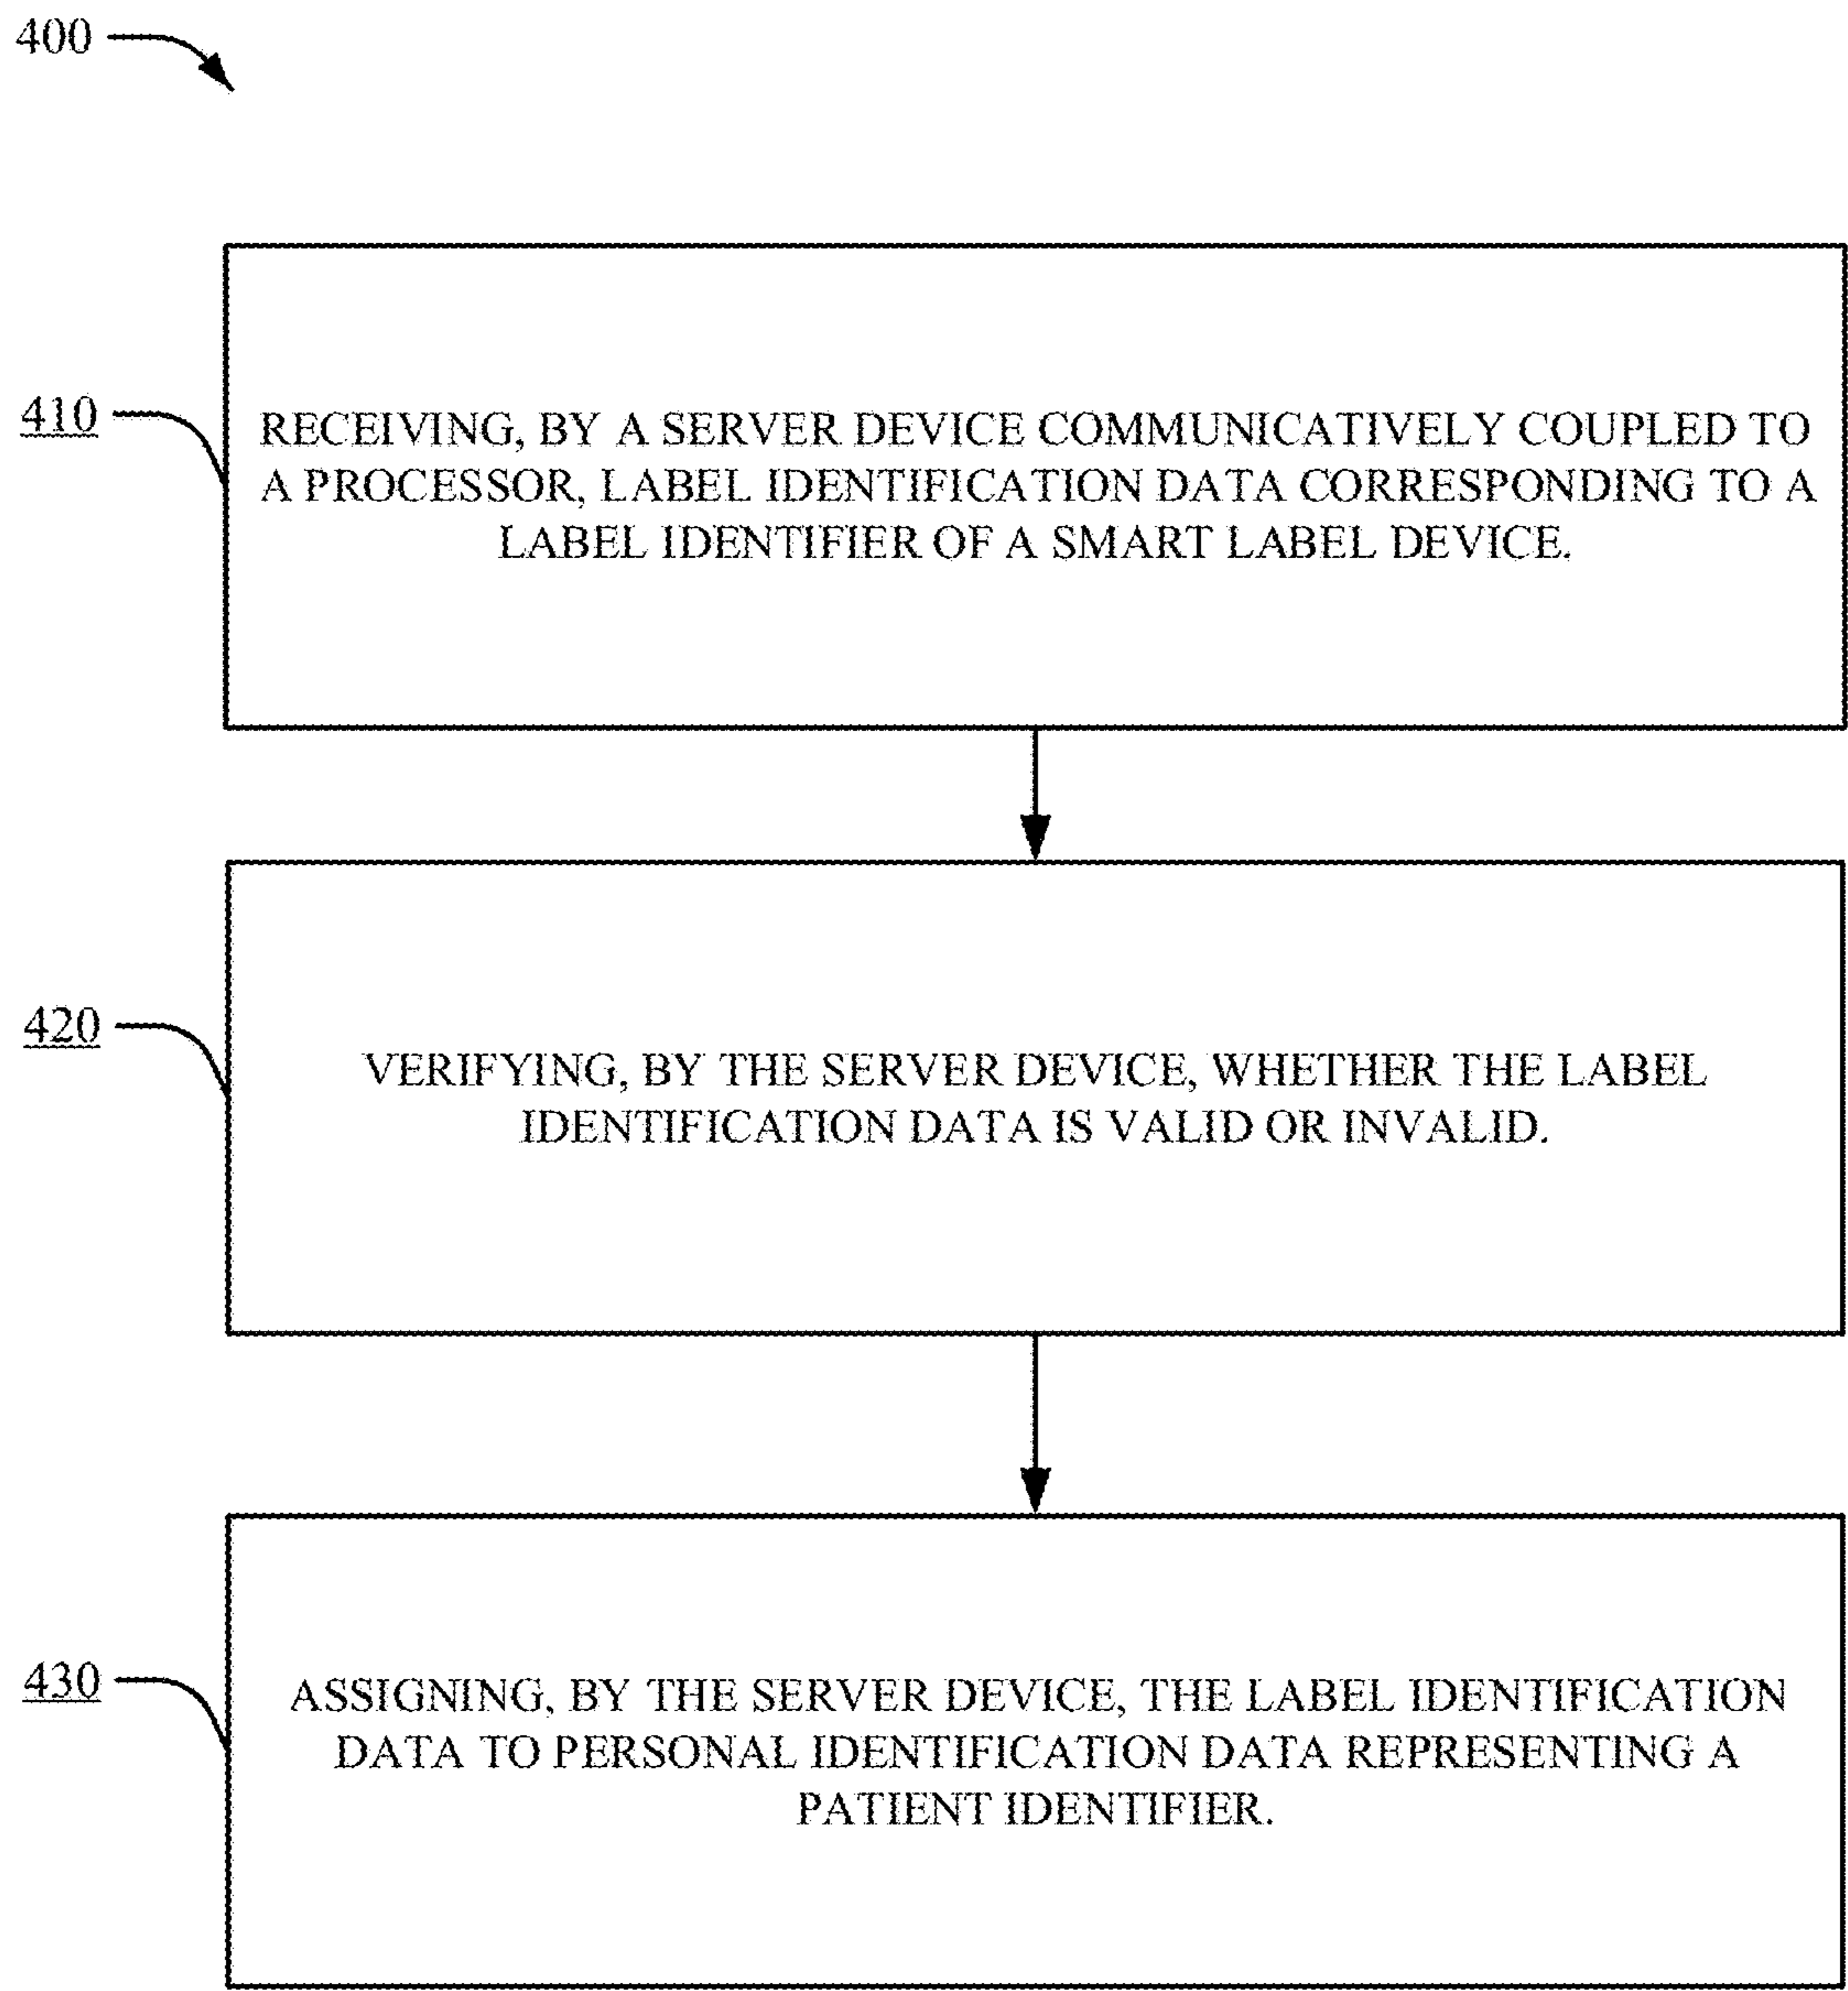 400
410
RECEIVING, BY A SERVER DEVICE COMMUNICATIVELY COUPLED TO
A PROCESSOR, LABEL IDENTIFICATION DATA CORRESPONDING TO A
LABEL IDENTIFIER OF A SMART LABEL DEVICE.
420
VERIFYING, BY THE SERVER DEVICE, WHETHER THE LABEL
IDENTIFICATION DATA IS VALID OR INVALID.
430
ASSIGNING, BY THE SERVER DEVICE, THE LABEL IDENTIFICATION
DATA TO PERSONAL IDENTIFICATION DATA REPRESENTING A
PATIENT IDENTIFIER.